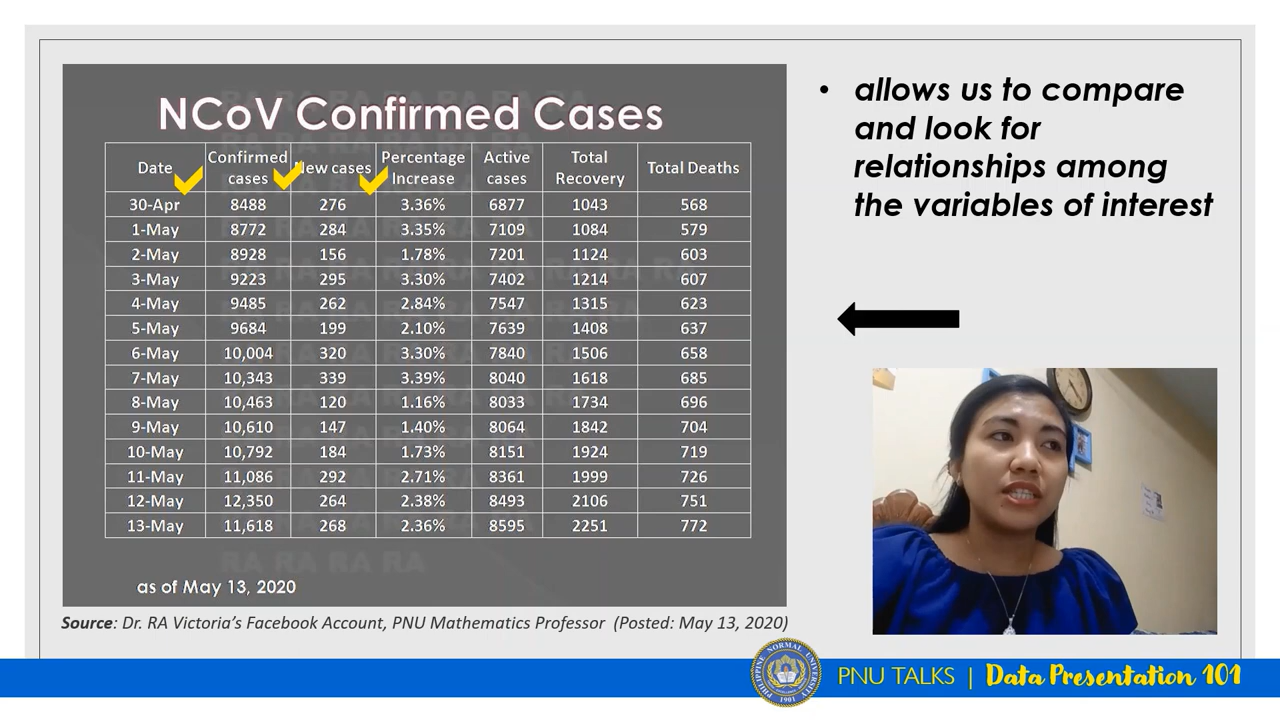 NCoV Confirmed Cases
Date Confirmed cases New cases Percentage Increase Active cases Total Recovery Total Deaths
30-Apr 8488 276 3.36% 6877 1043 568
1-May 8772 284 3.35% 7109 1084 579
2-May 8928 156 1.78% 7201 1124 603
3-May 9223 295 3.30% 7402 1214 607
4-May 9485 262 2.84% 7547 1315 623
5-May 9684 199 2.10% 7639 1408 637
6-May 10,004 320 3.30% 7840 1506 658
7-May 10,343 339 3.39% 8040 1618 685
8-May 10,463 120 1.16% 8033 1734 696
9-May 10,610 147 1.40% 8064 1842 704
10-May 10,792 184 1.73% 8151 1924 719
11-May 11,086 292 2.71% 8361 1999 726
12-May 12,350 264 2.38% 8493 2106 751
13-May 11,618 268 2.36% 8595 2251 772
as of May 13, 2020
Source: Dr. RA Victoria's Facebook Account, PNU Mathematics Professor (Posted: May 13, 2020)
• allows us to compare
and look for
relationships among
the variables of interest
PHILIPPINE NORMAL UNIVERSITY
1901
PNU TALKS | Data Presentation 101